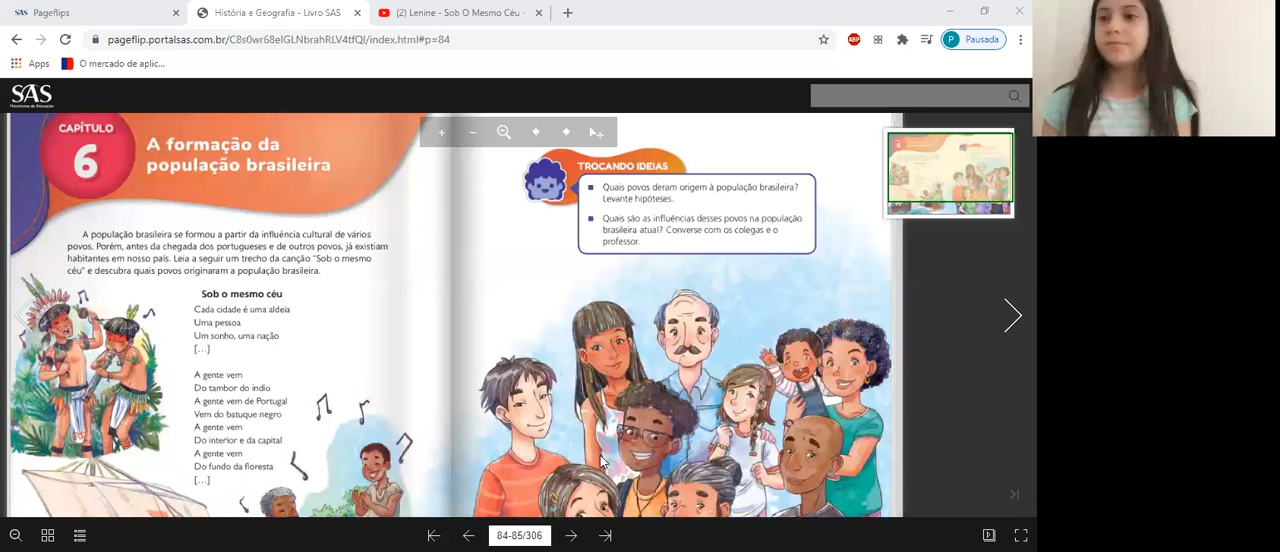 SAS Pageflips
História e Geografia - Livro SAS
(2) Lenine - Sob O Mesmo Céu -
pageflip.portalsas.com.br/C8s0wr68eIGLNbrahRLV4tfQI/index.html#p=84
ABP
P Pausada
Apps
O mercado de aplic...
SAS
Plataforma de Educação
CAPÍTULO
6
A formação da
população brasileira
A população brasileira se formou a partir da influência cultural de vários
povos. Porém, antes da chegada dos portugueses e de outros povos, já existiam
habitantes em nosso país. Leia a seguir um trecho da canção "Sob o mesmo
céu" e descubra quais povos originaram a população brasileira.
Sob o mesmo céu
Cada cidade é uma aldeia
Uma pessoa
Um sonho, uma nação
[...]
A gente vem
Do tambor do índio
A gente vem de Portugal
Vem do batuque negro
A gente vem
Do interior e da capital
A gente vem
Do fundo da floresta
[...]
TROCANDO IDEIAS
Quais povos deram origem à população brasileira?
Levante hipóteses.
Quais são as influências desses povos na população
brasileira atual? Converse com os colegas e o
professor.
84-85/306